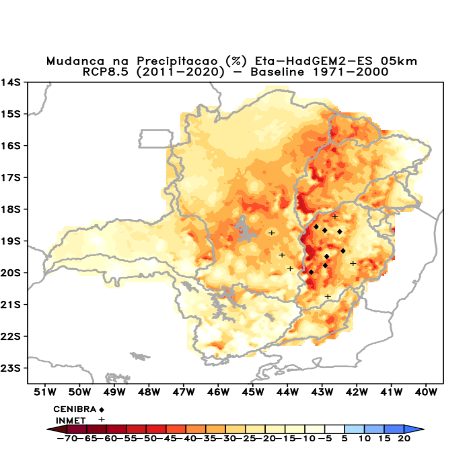 Mudanca na Precipitacao (%) Eta-HadGEM2-ES 05km
RCP8.5 (2011-2020) - Baseline 1971-2000
14S
15S
16S
17S
18S
19S
20S
21S
22S
23S
51W 50W 49W 48W 47W 46W 45W 44W 43W 42W 41W 40W
CENIBRA
INMET
-70-65-60-55-50-45-40-35-30-25-20-15-10 -5 5 10 15 20